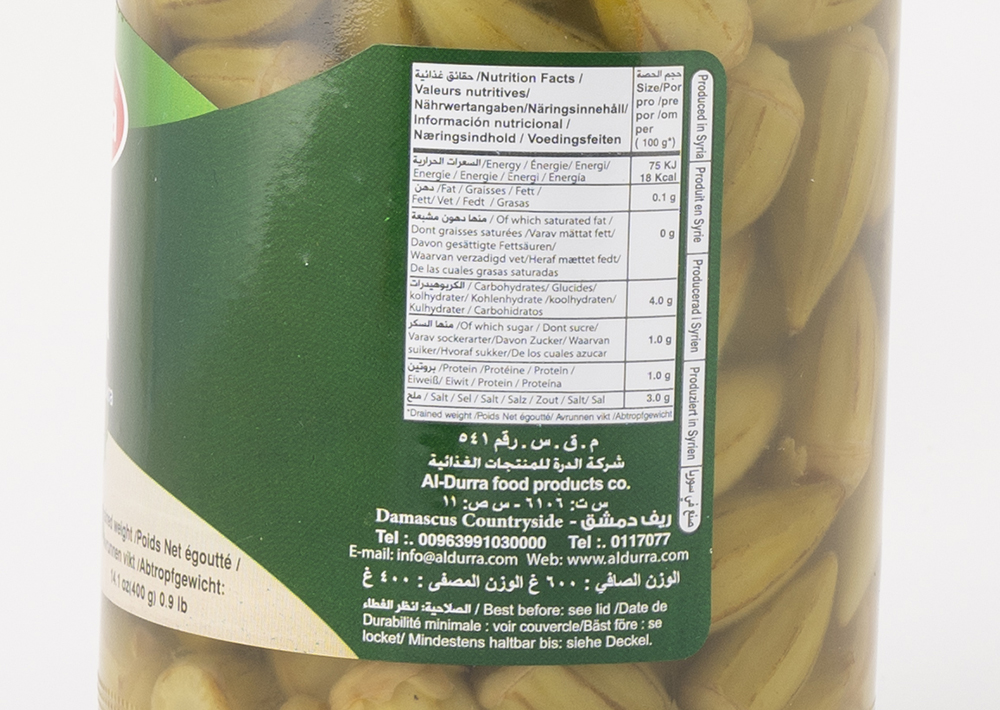 حقائق غذائية /Nutrition Facts /
Valeurs nutritives/
Nährwertangaben/Näringsinnehåll/
Información nutricional /
Næringsindhold / Voedingsfeiten
حجم الحصة
Size/Por
pro /pre
por /om
per
( 100 g*)
السعرات الحرارية/Energy / Énergie/ Energi/
Energie / Energie / Energi / Energía
75 KJ
18 Kcal
دهن /Fat / Graisses / Fett /
Fett/ Vet / Fedt / Grasas
0.1 g
منها دهون مشبعة / Of which saturated fat /
Dont graisses saturées /Varav mättat fett/
Davon gesättigte Fettsäuren/
Waarvan verzadigd vet/Heraf mættet fedt/
De las cuales grasas saturadas
0 g
الكربوهيدرات / Carbohydrates/ Glucides/
kolhydrater/ Kohlenhydrate /koolhydraten/
Kulhydrater / Carbohidratos
4.0 g
منها السكر /Of which sugar / Dont sucre/
Varav sockerarter/Davon Zucker/ Waarvan
suiker/Hvoraf sukker/De los cuales azucar
1.0 g
بروتين /Protein /Protéine / Protein /
Eiweiß/ Eiwit / Protein / Proteína
1.0 g
ملح / Salt / Sel / Salt / Salz / Zout / Salt/ Sal
3.0 g
*Drained weight /Poids Net égoutté/ Avrunnen vikt /Abtropfgewicht
Produced in Syria | Produit en Syrie | Producerad i Syrien | Produziert in Syrien | صنع في سوريا
م.ق.س.رقم ٥٤١
شركة الدرة للمنتجات الغذائية
Al-Durra food products co.
س ت: ٦١٠٦ - س ص: ١١
Damascus Countryside - ريف دمشق
Tel :. 00963991030000 Tel :. 0117077
E-mail: info@aldurra.com Web: www.aldurra.com
الوزن الصافي : ٦٠٠ غ الوزن المصفى : ٤٠٠ غ
الصلاحية: انظر الغطاء / Best before: see lid /Date de
Durabilité minimale : voir couvercle/Bäst före : se
locket/ Mindestens haltbar bis: siehe Deckel.
weight /Poids Net égoutté /
vikt /Abtropfgewicht:
14.1 oz(400 g) 0.9 lb